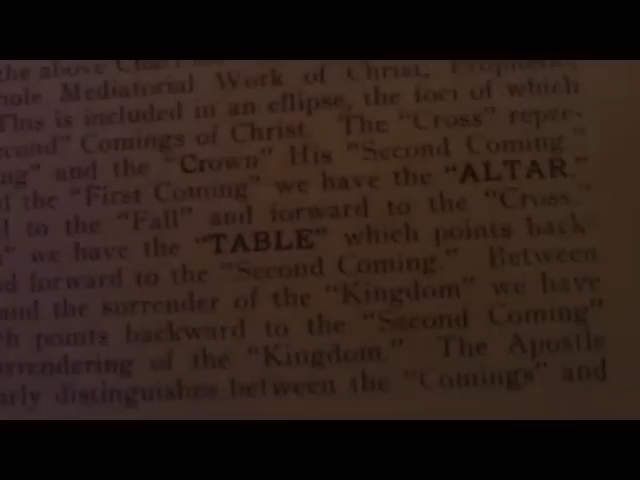 the above
Mediatorial Work of Christ,
This is included in an ellipse, the foci of which
Comings of Christ. The "Cross" repre-
and the "Crown" His "Second Coming."
the "First Coming" we have the "ALTAR."
to the "Fall" and forward to the "Cross."
we have the "TABLE" which points back
forward to the "Second Coming." Between
and the surrender of the "Kingdom" we have
points backward to the "Second Coming"
of the "Kingdom." The Apostle
distinguishes between the "Comings" and